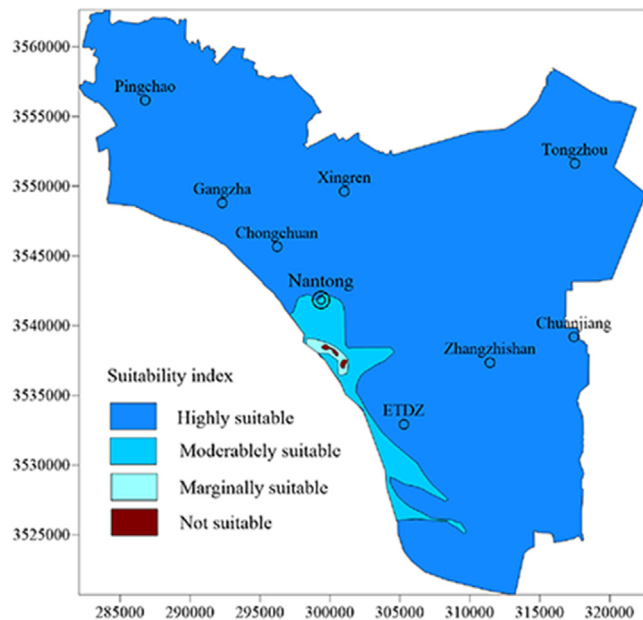 3560000
Pingchao
3555000
Tongzhou
Xingren
3550000
Gangzha
Chongchuan
3545000
Nantong
3540000
Chuanjiang
Zhangzhishan
3535000
Suitability index
ETDZ
Highly suitable
Moderablely suitable
3530000
Marginally suitable
Not suitable
3525000
285000 290000 295000 300000 305000 310000 315000 320000